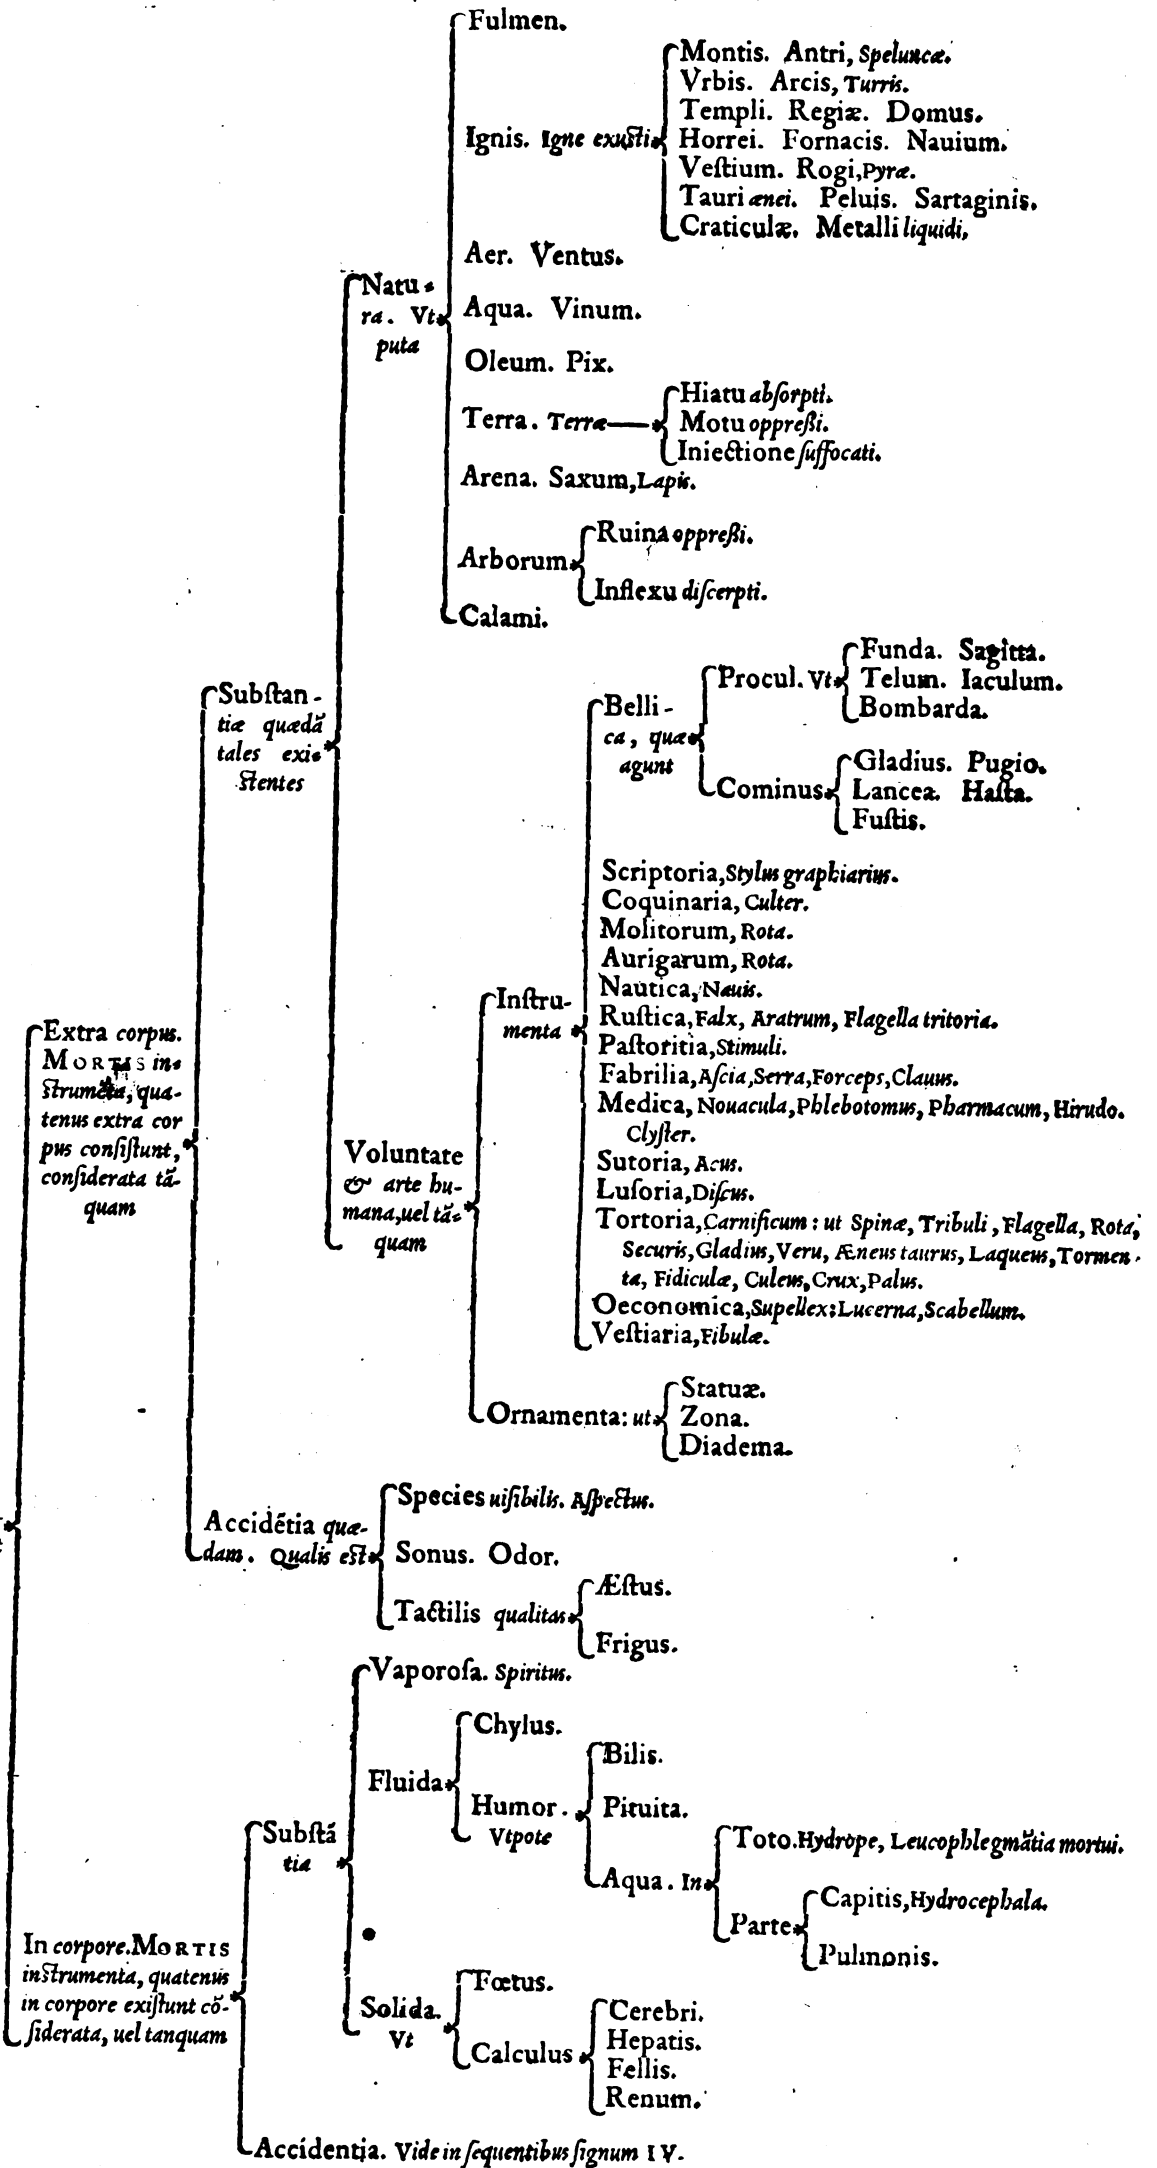 Fulmen.
Ignis. Igne exusti
Montis. Antri, Speluncæ.
Vrbis. Arcis, Turris.
Templi. Regiæ. Domus.
Horrei. Fornacis. Nauium.
Veſtium. Rogi, Pyræ.
Tauri ænei. Peluis. Sartaginis.
Craticulæ. Metalli liquidi,
Aer. Ventus.
Aqua. Vinum.
Oleum. Pix.
Terra. Terræ
Hiatu abſorpti.
Motu oppreßi.
Iniectione ſuffocati.
Arena. Saxum, Lapis.
Arborum
Ruina oppreßi.
Inflexu diſcerpti.
Calami.
Natu-
ra. Vt
puta
Subſtan-
tiæ quædã
tales exi-
stentes
Belli-
ca, quæ
agunt
Procul. Vt
Funda. Sagitta.
Telum. Iaculum.
Bombarda.
Cominus
Gladius. Pugio.
Lancea. Haſta.
Fuſtis.
Scriptoria, Stylus graphiarius.
Coquinaria, Culter.
Molitorum, Rota.
Aurigarum, Rota.
Nautica, Nauis.
Ruſtica, Falx, Aratrum, Flagella tritoria.
Paſtoritia, Stimuli.
Fabrilia, Aſcia, Serra, Forceps, Clauus.
Medica, Nouacula, Phlebotomus, Pharmacum, Hirudo.
Clyſter.
Sutoria, Acus.
Luſoria, Diſcus.
Tortoria, Carnificum: ut Spinæ, Tribuli, Flagella, Rota,
Securis, Gladius, Veru, Æneus taurus, Laqueus, Tormen-
ta, Fidiculæ, Culeus, Crux, Palus.
Oeconomica, Supellex: Lucerna, Scabellum.
Veſtiaria, Fibulæ.
Inſtru-
menta
Voluntate
& arte hu-
mana, uel tã-
quam
Ornamenta: ut
Statuæ.
Zona.
Diadema.
Extra corpus.
MORTIS in-
strumẽta, qua-
tenus extra cor
pus conſiſtunt,
conſiderata tã-
quam
Accidẽtia quæ-
dam. Qualis est
Species uiſibilis. Aſpectus.
Sonus. Odor.
Tactilis qualitas
Æſtus.
Frigus.
Vaporoſa. Spiritus.
Fluida
Chylus.
Humor.
Vtpote
Bilis.
Pituita.
Aqua. In
Toto. Hydrope, Leucophlegmãtia mortui.
Parte
Capitis, Hydrocephala.
Pulmonis.
Subſtã
tia
In corpore. MORTIS
instrumenta, quatenus
in corpore exiſtunt cõ-
ſiderata, uel tanquam
Solida.
Vt
Fœtus.
Calculus
Cerebri.
Hepatis.
Fellis.
Renum.
Accidentia. Vide in ſequentibus ſignum IV.